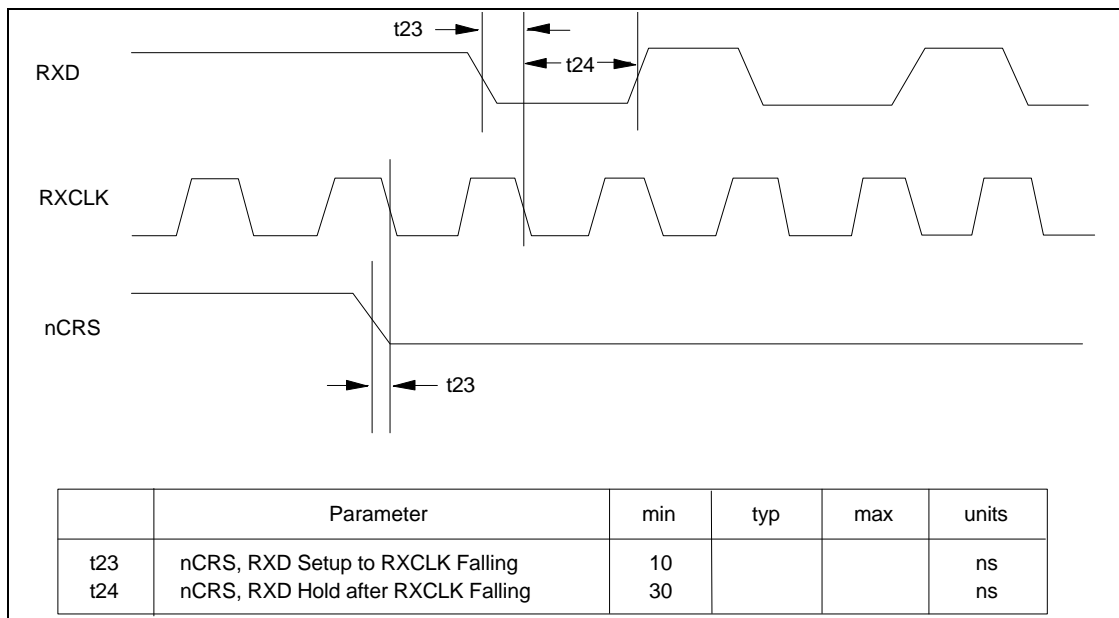 t23
RXD
t24
RXCLK
nCRS
t23
Parameter min typ max units
t23 nCRS, RXD Setup to RXCLK Falling 10 ns
t24 nCRS, RXD Hold after RXCLK Falling 30 ns